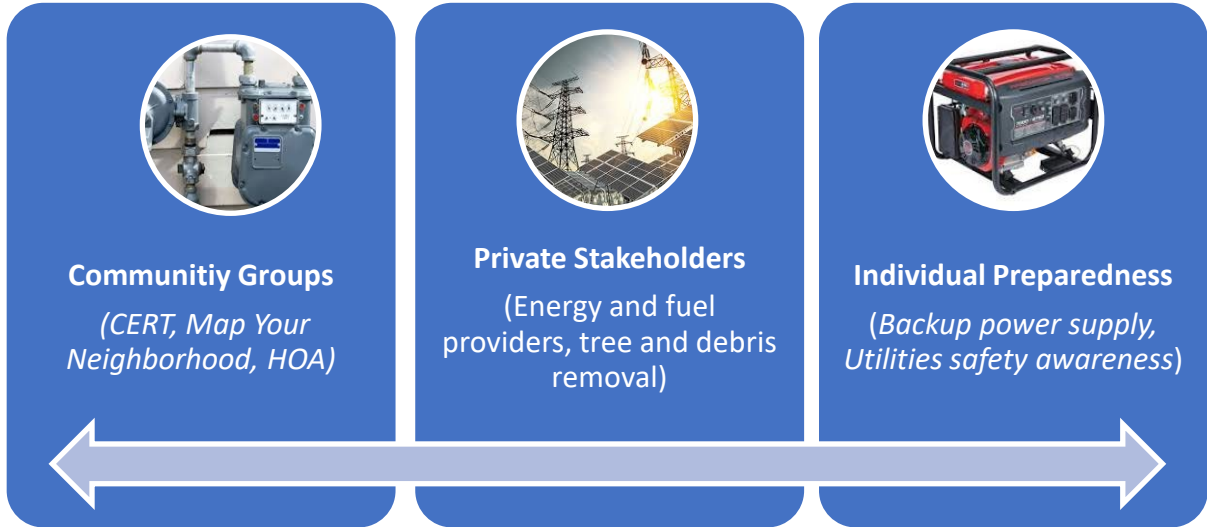 Communitiy Groups
(CERT, Map Your
Neighborhood, HOA)
Private Stakeholders
(Energy and fuel
providers, tree and debris
removal)
Individual Preparedness
(Backup power supply,
Utilities safety awareness)